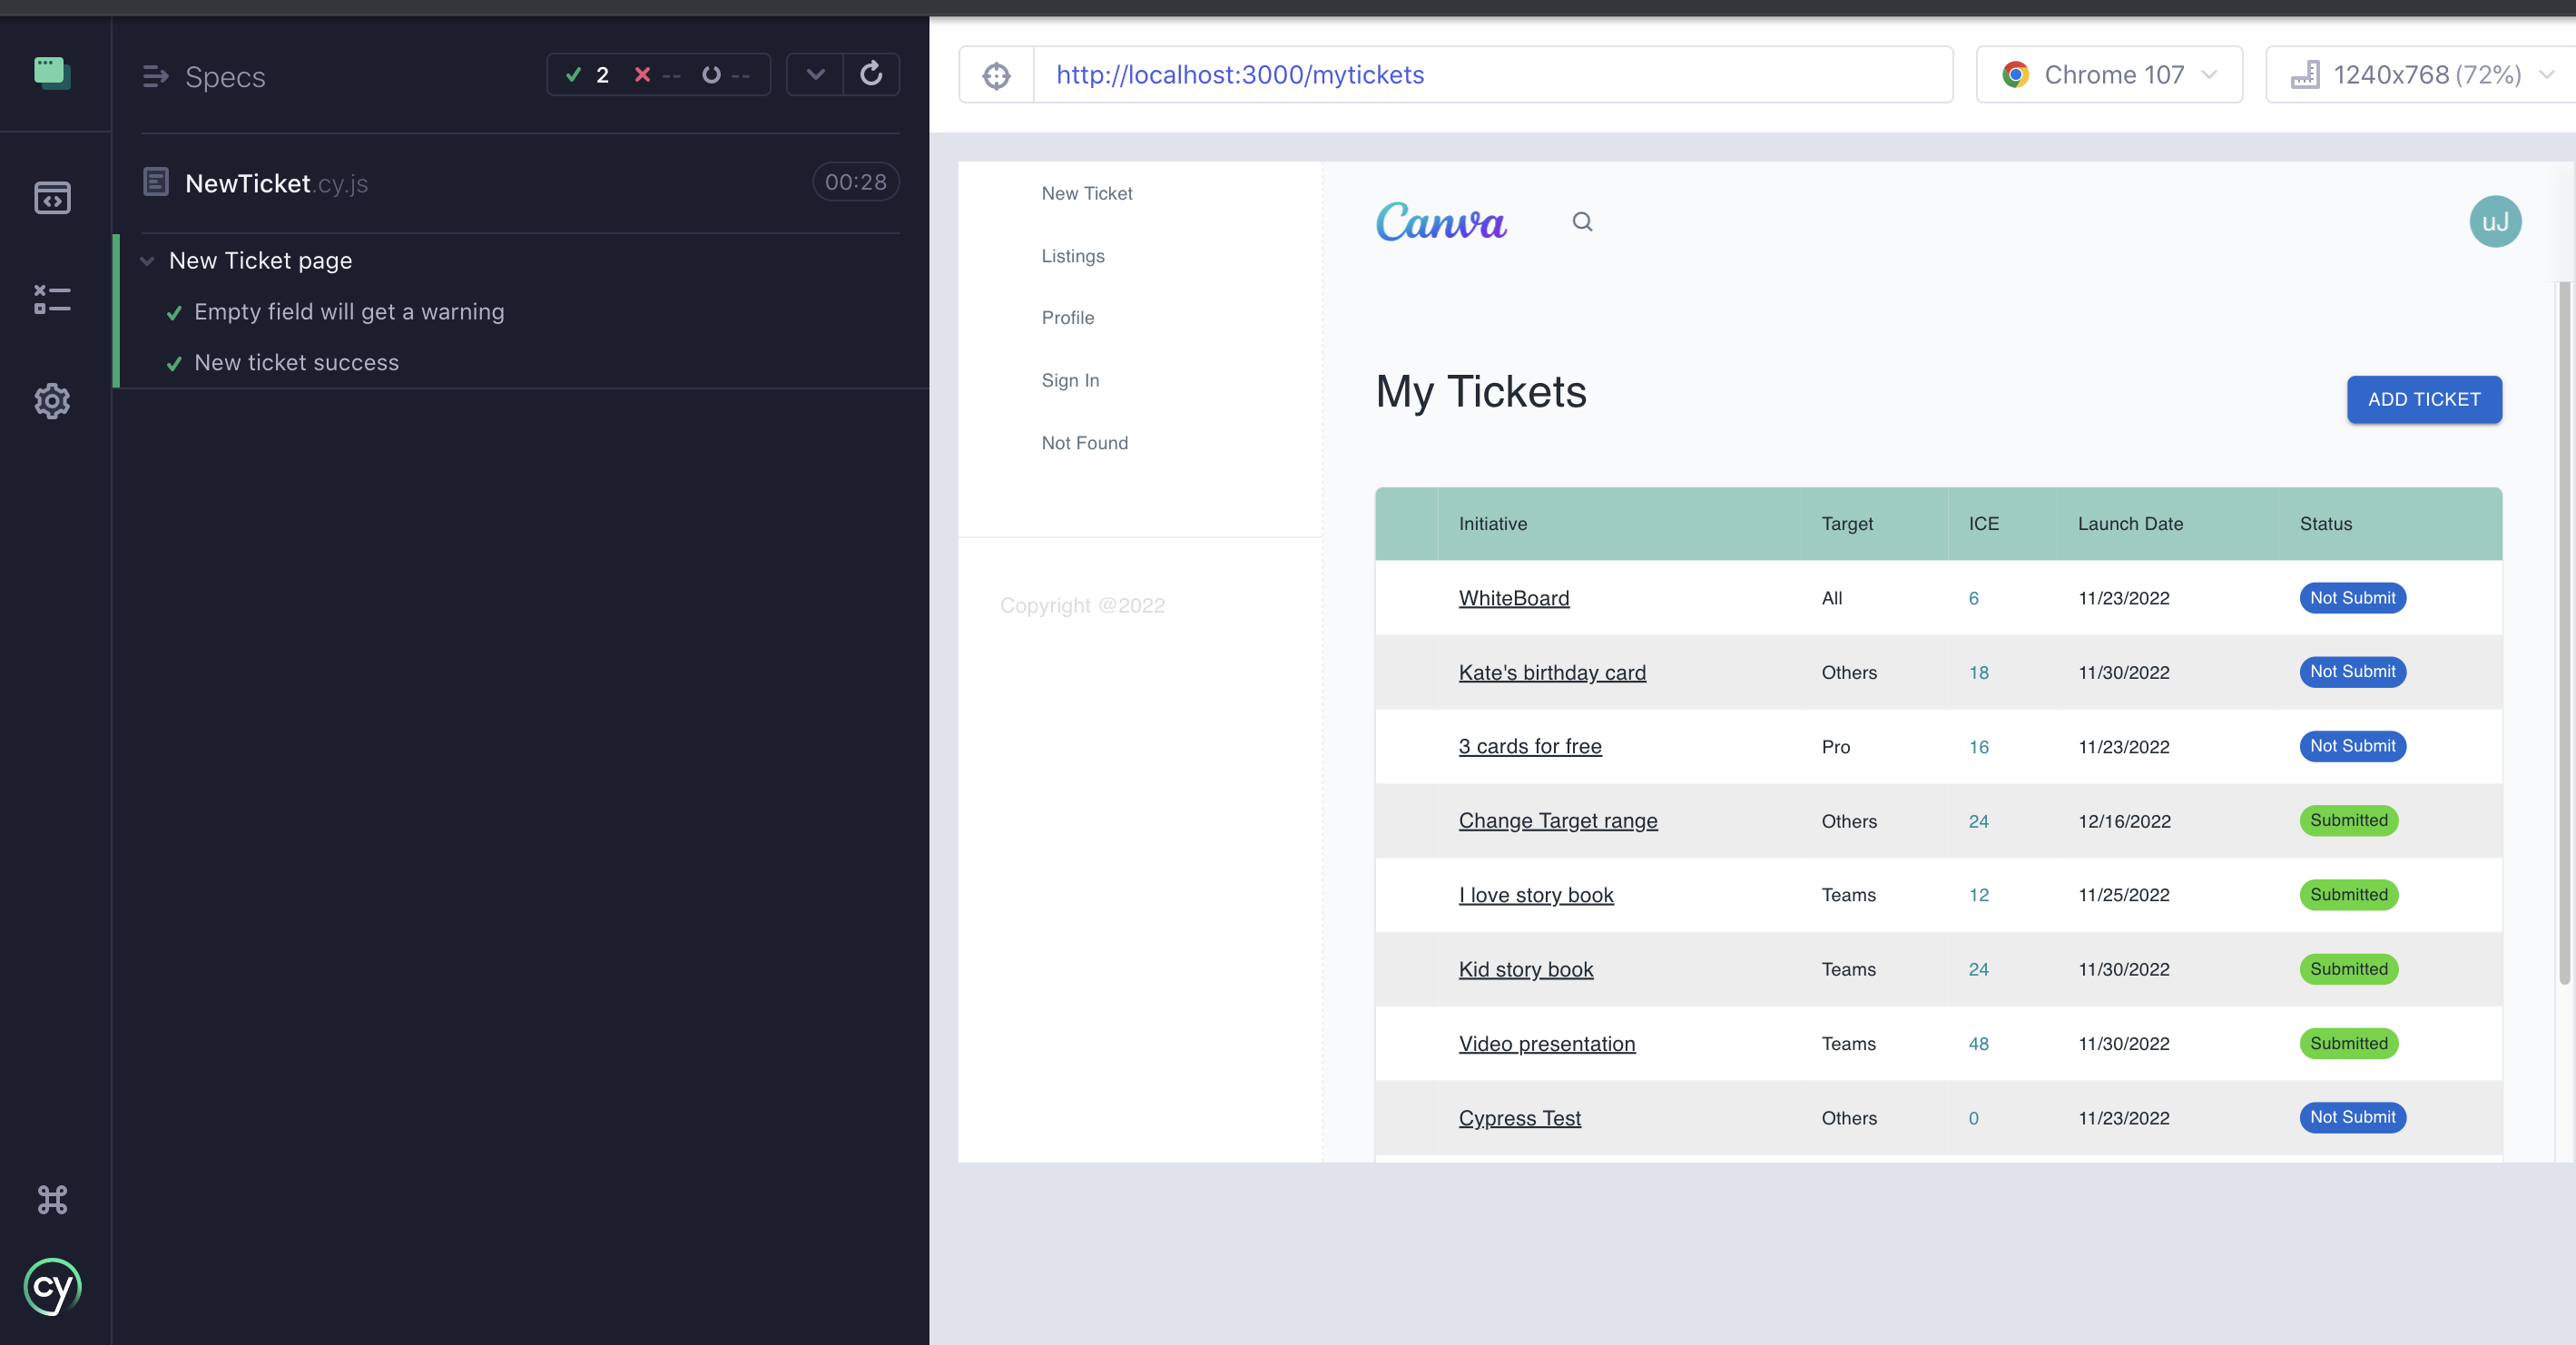 Specs
2 -- --
NewTicket.cy.js 00:28
New Ticket page
Empty field will get a warning
New ticket success
cy
http://localhost:3000/mytickets
Chrome 107
1240x768 (72%)
New Ticket
Listings
Profile
Sign In
Not Found
Copyright @2022
Canva
uJ
My Tickets
ADD TICKET
Initiative Target ICE Launch Date Status
WhiteBoard All 6 11/23/2022 Not Submit
Kate's birthday card Others 18 11/30/2022 Not Submit
3 cards for free Pro 16 11/23/2022 Not Submit
Change Target range Others 24 12/16/2022 Submitted
I love story book Teams 12 11/25/2022 Submitted
Kid story book Teams 24 11/30/2022 Submitted
Video presentation Teams 48 11/30/2022 Submitted
Cypress Test Others 0 11/23/2022 Not Submit